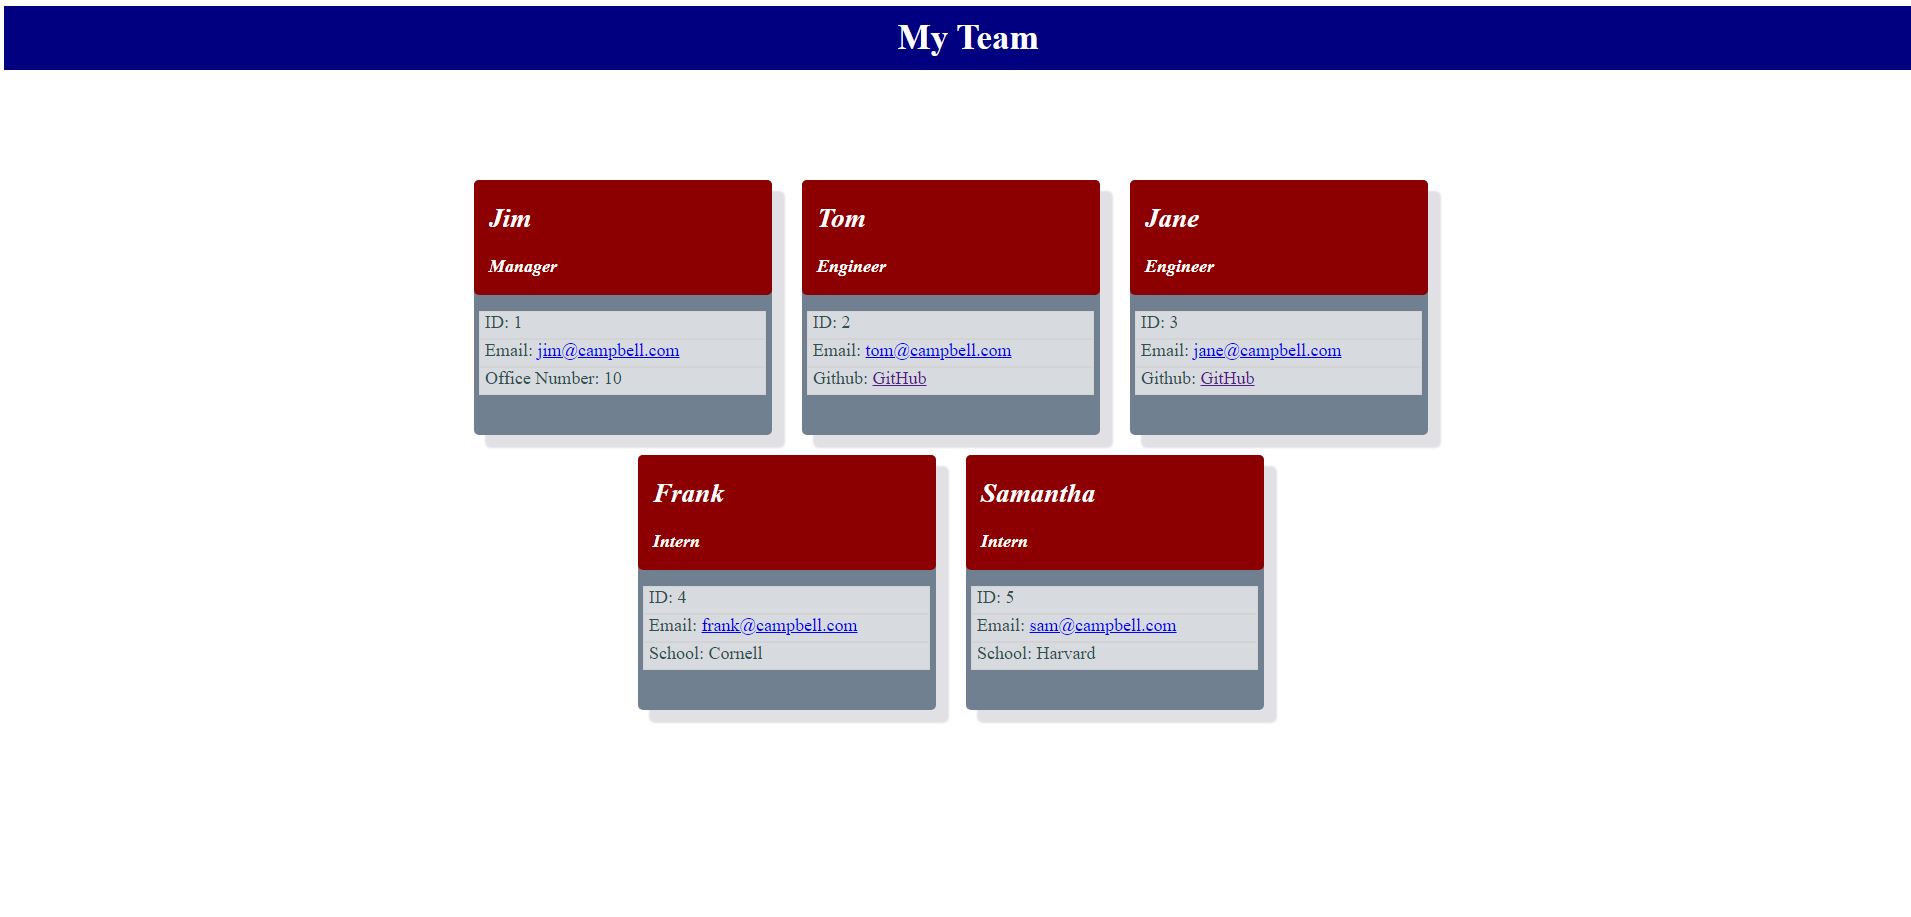 My Team
Jim
Manager
ID: 1
Email: jim@campbell.com
Office Number: 10
Tom
Engineer
ID: 2
Email: tom@campbell.com
Github: GitHub
Jane
Engineer
ID: 3
Email: jane@campbell.com
Github: GitHub
Frank
Intern
ID: 4
Email: frank@campbell.com
School: Cornell
Samantha
Intern
ID: 5
Email: sam@campbell.com
School: Harvard